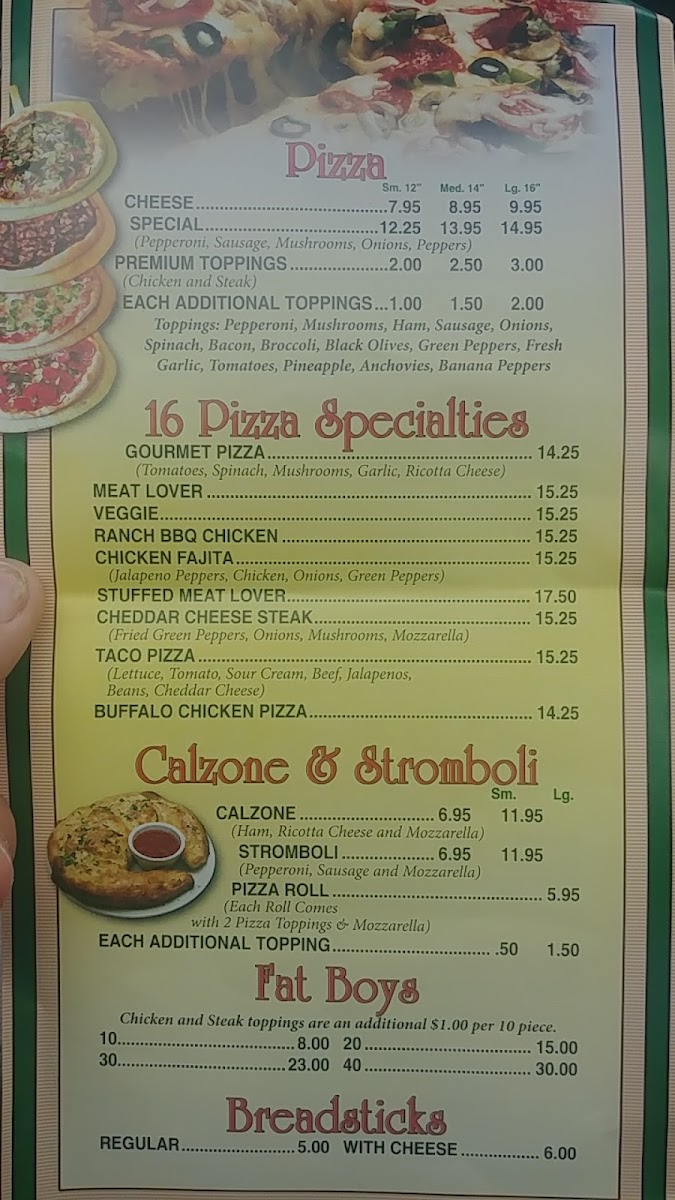 Pizza
Sm. 12" Med. 14" Lg. 16"
CHEESE.......................................7.95 8.95 9.95
SPECIAL....................................12.25 13.95 14.95
(Pepperoni, Sausage, Mushrooms, Onions, Peppers)
PREMIUM TOPPINGS....................2.00 2.50 3.00
(Chicken and Steak)
EACH ADDITIONAL TOPPINGS...1.00 1.50 2.00
Toppings: Pepperoni, Mushrooms, Ham, Sausage, Onions,
Spinach, Bacon, Broccoli, Black Olives, Green Peppers, Fresh
Garlic, Tomatoes, Pineapple, Anchovies, Banana Peppers
16 Pizza Specialties
GOURMET PIZZA...................................................... 14.25
(Tomatoes, Spinach, Mushrooms, Garlic, Ricotta Cheese)
MEAT LOVER .................................................................. 15.25
VEGGIE............................................................................ 15.25
RANCH BBQ CHICKEN .................................................. 15.25
CHICKEN FAJITA............................................................. 15.25
(Jalapeno Peppers, Chicken, Onions, Green Peppers)
STUFFED MEAT LOVER.................................................. 17.50
CHEDDAR CHEESE STEAK............................................ 15.25
(Fried Green Peppers, Onions, Mushrooms, Mozzarella)
TACO PIZZA .................................................................... 15.25
(Lettuce, Tomato, Sour Cream, Beef, Jalapenos,
Beans, Cheddar Cheese)
BUFFALO CHICKEN PIZZA............................................. 14.25
Calzone & Stromboli
Sm. Lg.
CALZONE ........................... 6.95 11.95
(Ham, Ricotta Cheese and Mozzarella)
STROMBOLI ................... 6.95 11.95
(Pepperoni, Sausage and Mozzarella)
PIZZA ROLL ........................................... 5.95
(Each Roll Comes
with 2 Pizza Toppings & Mozzarella)
EACH ADDITIONAL TOPPING................................ .50 1.50
Fat Boys
Chicken and Steak toppings are an additional $1.00 per 10 piece.
10.................................... 8.00 20 .................................. 15.00
30..................................23.00 40 .................................. 30.00
Breadsticks
REGULAR....................... 5.00 WITH CHEESE ................ 6.00